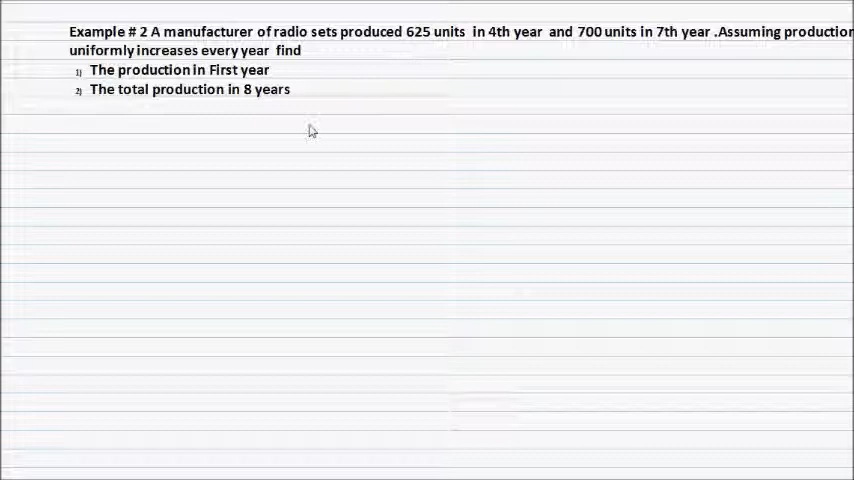 Example # 2 A manufacturer of radio sets produced 625 units in 4th year and 700 units in 7th year .Assuming production
uniformly increases every year find
1) The production in First year
2) The total production in 8 years